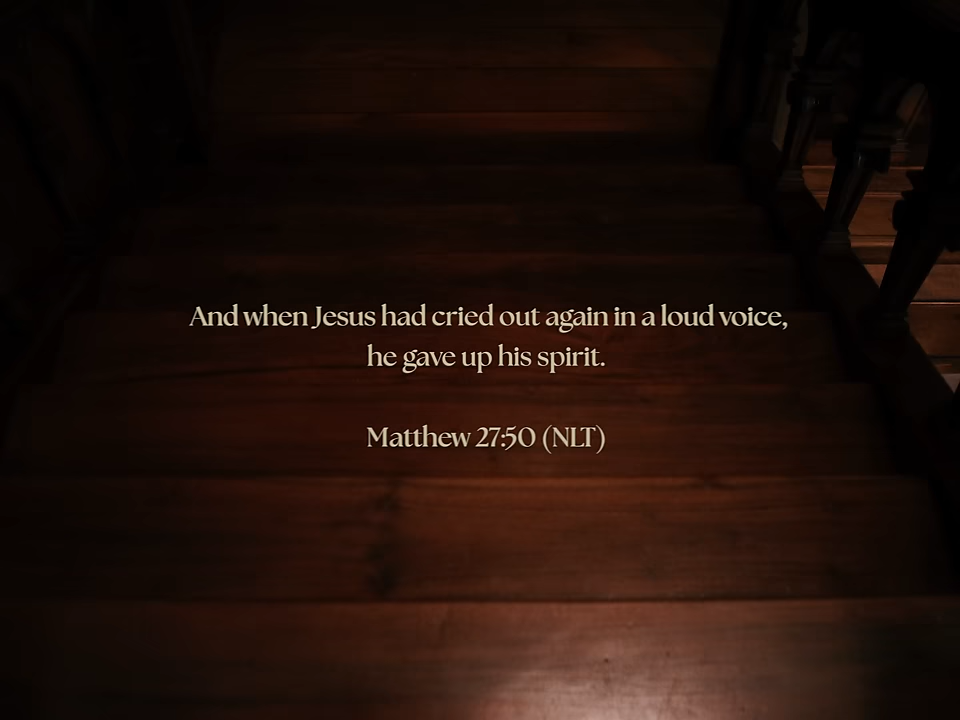 And when Jesus had cried out again in a loud voice,
he gave up his spirit.
Matthew 27:50 (NLT)